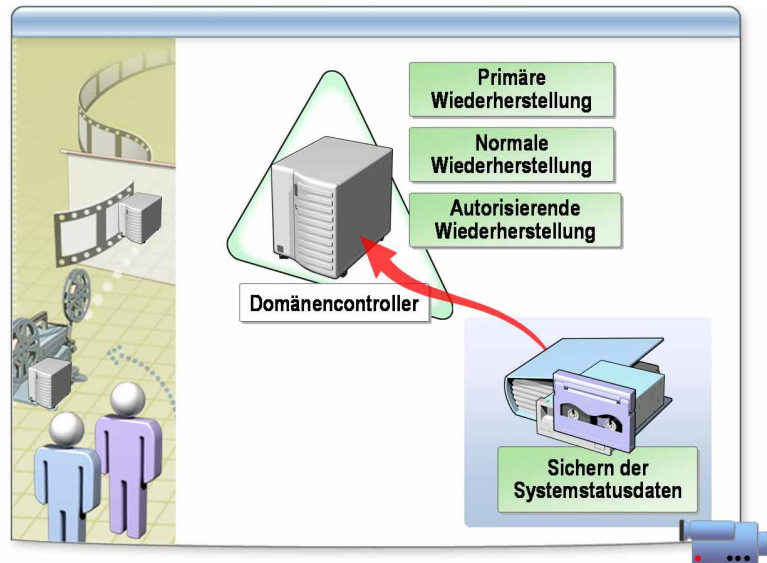 Primäre
Wiederherstellung
Normale
Wiederherstellung
Autorisierende
Wiederherstellung
Domänencontroller
Sichern der
Systemstatusdaten